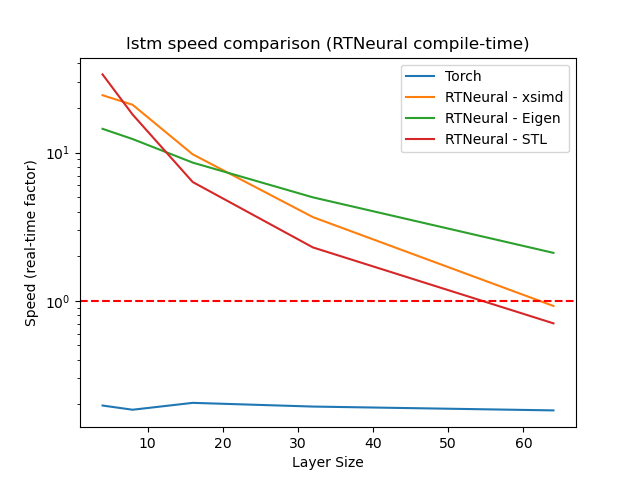 lstm speed comparison (RTNeural compile-time)
Torch
RTNeural - xsimd
RTNeural - Eigen
RTNeural - STL
Speed (real-time factor)
10¹
10⁰
10 20 30 40 50 60
Layer Size